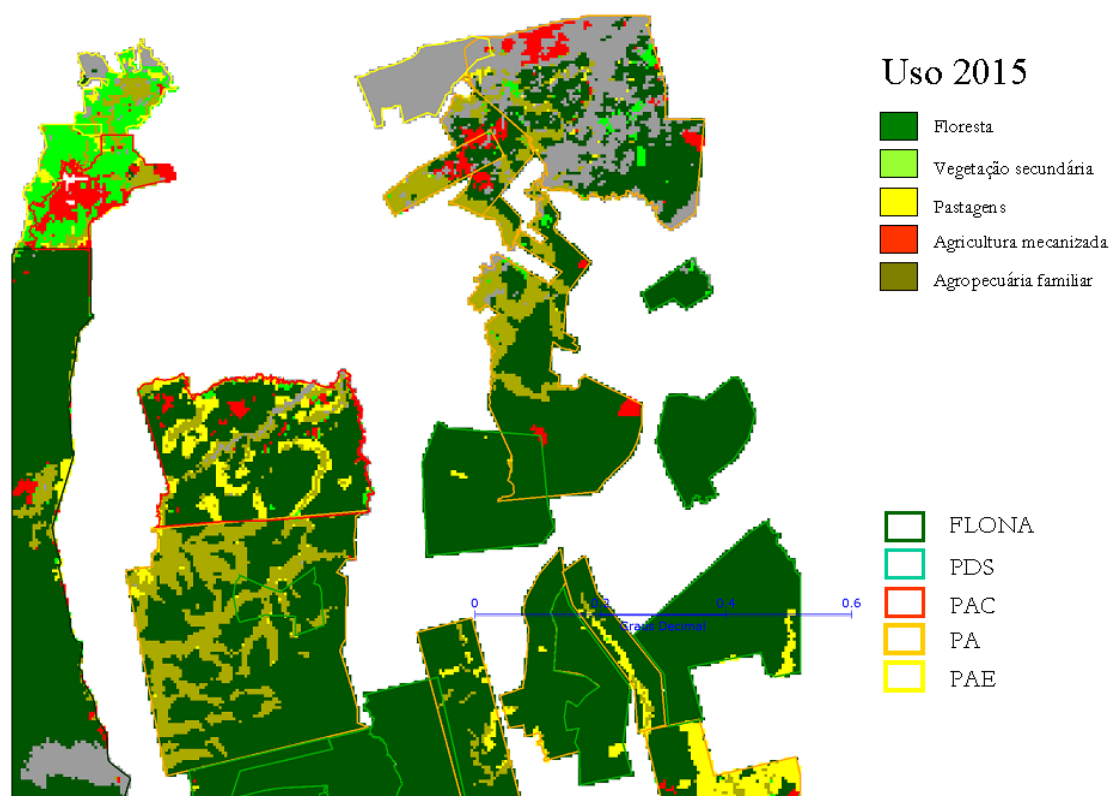 Uso 2015
Floresta
Vegetação secundária
Pastagens
Agricultura mecanizada
Agropecuária familiar
FLONA
PDS
PAC
PA
PAE
0 0.2 0.4 0.6
Graus Decimal